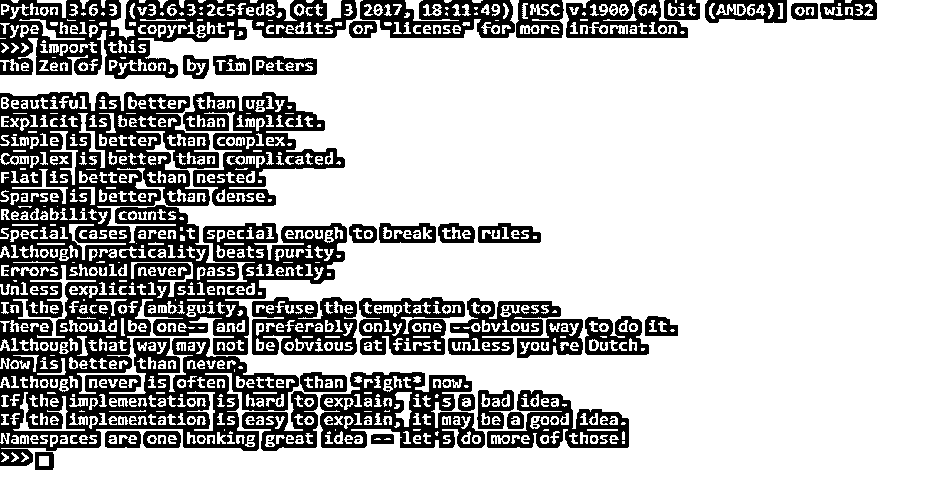 Python 3.6.3 (v3.6.3:2c5fed8, Oct  3 2017, 18:11:49) [MSC v.1900 64 bit (AMD64)] on win32
Type "help", "copyright", "credits" or "license" for more information.
>>> import this
The Zen of Python, by Tim Peters

Beautiful is better than ugly.
Explicit is better than implicit.
Simple is better than complex.
Complex is better than complicated.
Flat is better than nested.
Sparse is better than dense.
Readability counts.
Special cases aren't special enough to break the rules.
Although practicality beats purity.
Errors should never pass silently.
Unless explicitly silenced.
In the face of ambiguity, refuse the temptation to guess.
There should be one-- and preferably only one --obvious way to do it.
Although that way may not be obvious at first unless you're Dutch.
Now is better than never.
Although never is often better than *right* now.
If the implementation is hard to explain, it's a bad idea.
If the implementation is easy to explain, it may be a good idea.
Namespaces are one honking great idea -- let's do more of those!
>>>